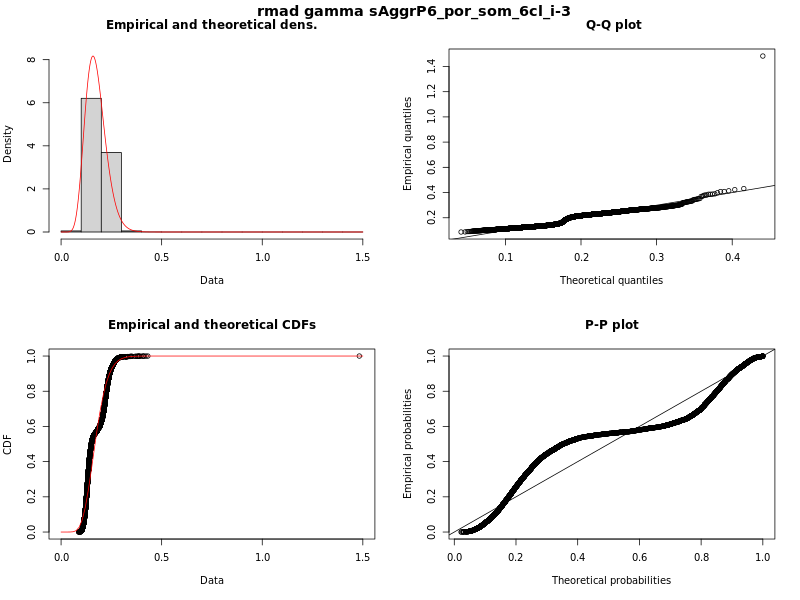 rmad gamma sAggrP6_por_som_6cl_i-3
Empirical and theoretical dens.
Density
0 2 4 6 8
0.0 0.5 1.0 1.5
Data
Q-Q plot
Empirical quantiles
0.2 0.4 0.6 0.8 1.0 1.2 1.4
0.1 0.2 0.3 0.4
Theoretical quantiles
Empirical and theoretical CDFs
CDF
0.0 0.2 0.4 0.6 0.8 1.0
0.0 0.5 1.0 1.5
Data
P-P plot
Empirical probabilities
0.0 0.2 0.4 0.6 0.8 1.0
0.0 0.2 0.4 0.6 0.8 1.0
Theoretical probabilities